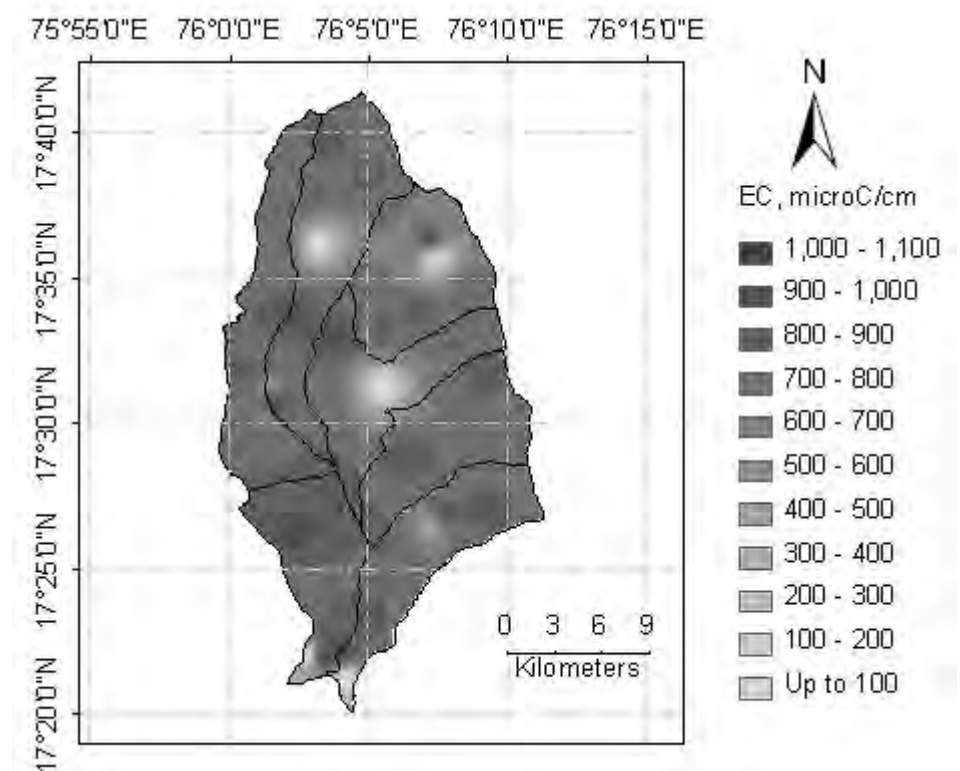 75°55'0"E 76°0'0"E 76°5'0"E 76°10'0"E 76°15'0"E
17°40'0"N
17°35'0"N
17°30'0"N
17°25'0"N
17°20'0"N
N
EC, microC/cm
1,000 - 1,100
900 - 1,000
800 - 900
700 - 800
600 - 700
500 - 600
400 - 500
300 - 400
200 - 300
100 - 200
Up to 100
0 3 6 9
Kilometers